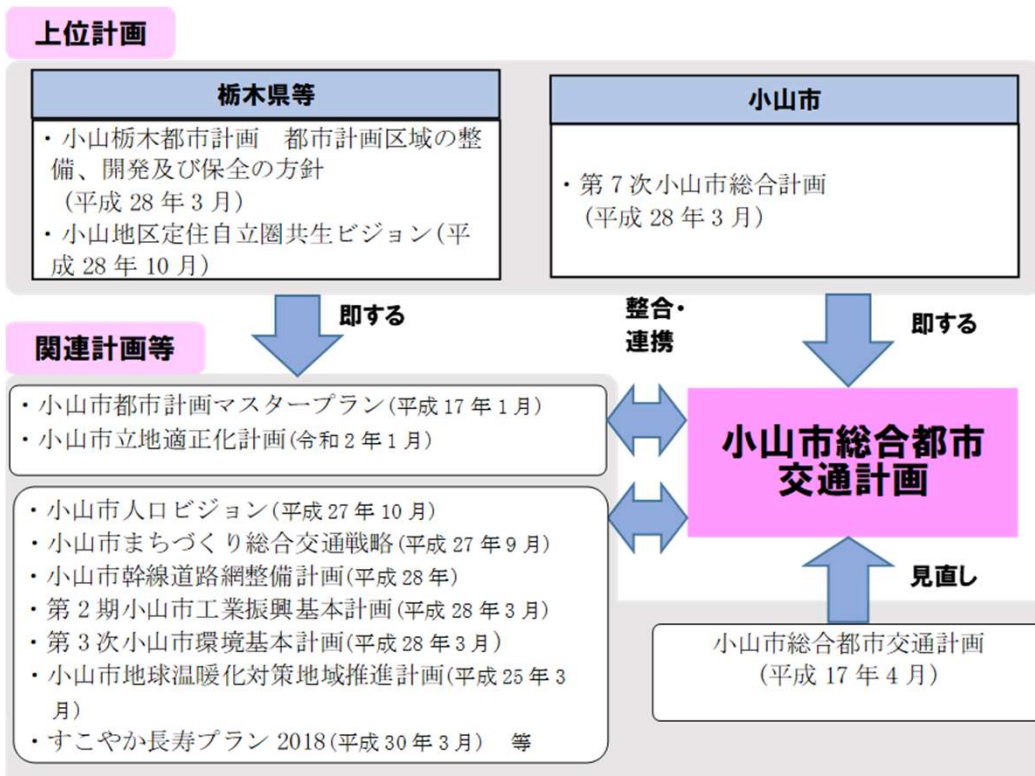 上位計画
栃木県等
・小山栃木都市計画　都市計画区域の整
備、開発及び保全の方針
(平成 28 年 3 月)
・小山地区定住自立圏共生ビジョン(平
成 28 年 10 月)
小山市
・第 7 次小山市総合計画
(平成 28 年 3 月)
即する
整合・
連携
即する
関連計画等
・小山市都市計画マスタープラン(平成 17 年 1 月)
・小山市立地適正化計画(令和 2 年 1 月)
・小山市人口ビジョン(平成 27 年 10 月)
・小山市まちづくり総合交通戦略(平成 27 年 9 月)
・小山市幹線道路網整備計画(平成 28 年)
・第 2 期小山市工業振興基本計画(平成 28 年 3 月)
・第 3 次小山市環境基本計画(平成 28 年 3 月)
・小山市地球温暖化対策地域推進計画(平成 25 年 3
月)
・すこやか長寿プラン 2018(平成 30 年 3 月)　等
小山市総合都市
交通計画
見直し
小山市総合都市交通計画
(平成 17 年 4 月)